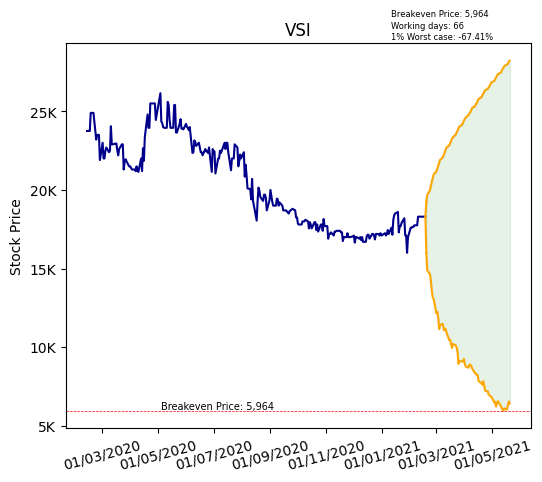 Breakeven Price: 5,964
Working days: 66
1% Worst case: -67.41%
VSI
Stock Price
25K
20K
15K
10K
5K
Breakeven Price: 5,964
01/03/2020
01/05/2020
01/07/2020
01/09/2020
01/11/2020
01/01/2021
01/03/2021
01/05/2021